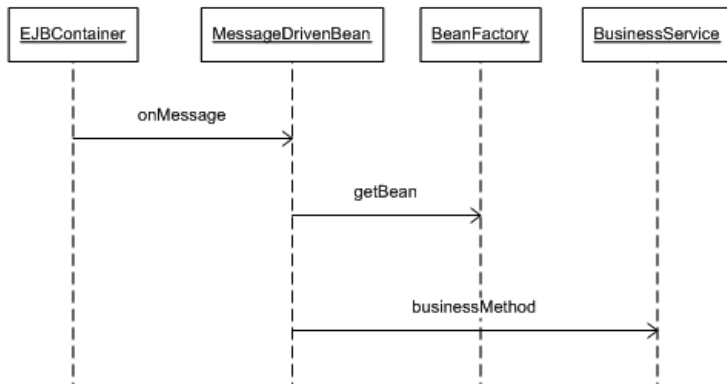 EJBContainer
MessageDrivenBean
BeanFactory
BusinessService
onMessage
getBean
businessMethod